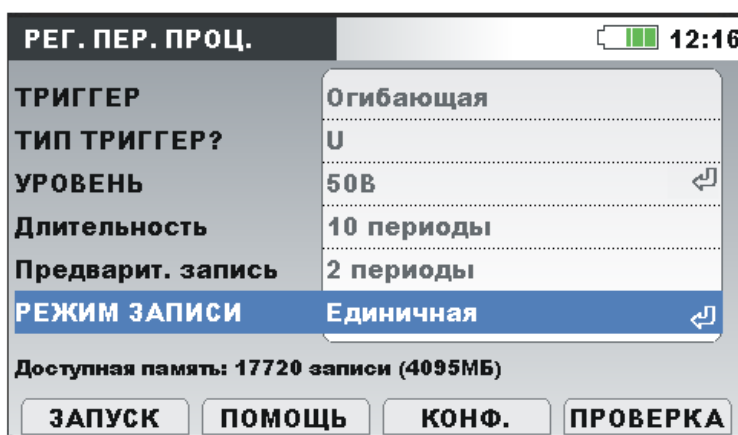 РЕГ. ПЕР. ПРОЦ. 12:16
ТРИГГЕР Огибающая
ТИП ТРИГГЕР? U
УРОВЕНЬ 50В
Длительность 10 периоды
Предварит. запись 2 периоды
РЕЖИМ ЗАПИСИ Единичная
Доступная память: 17720 записи (4095МБ)
ЗАПУСК ПОМОЩЬ КОНФ. ПРОВЕРКА